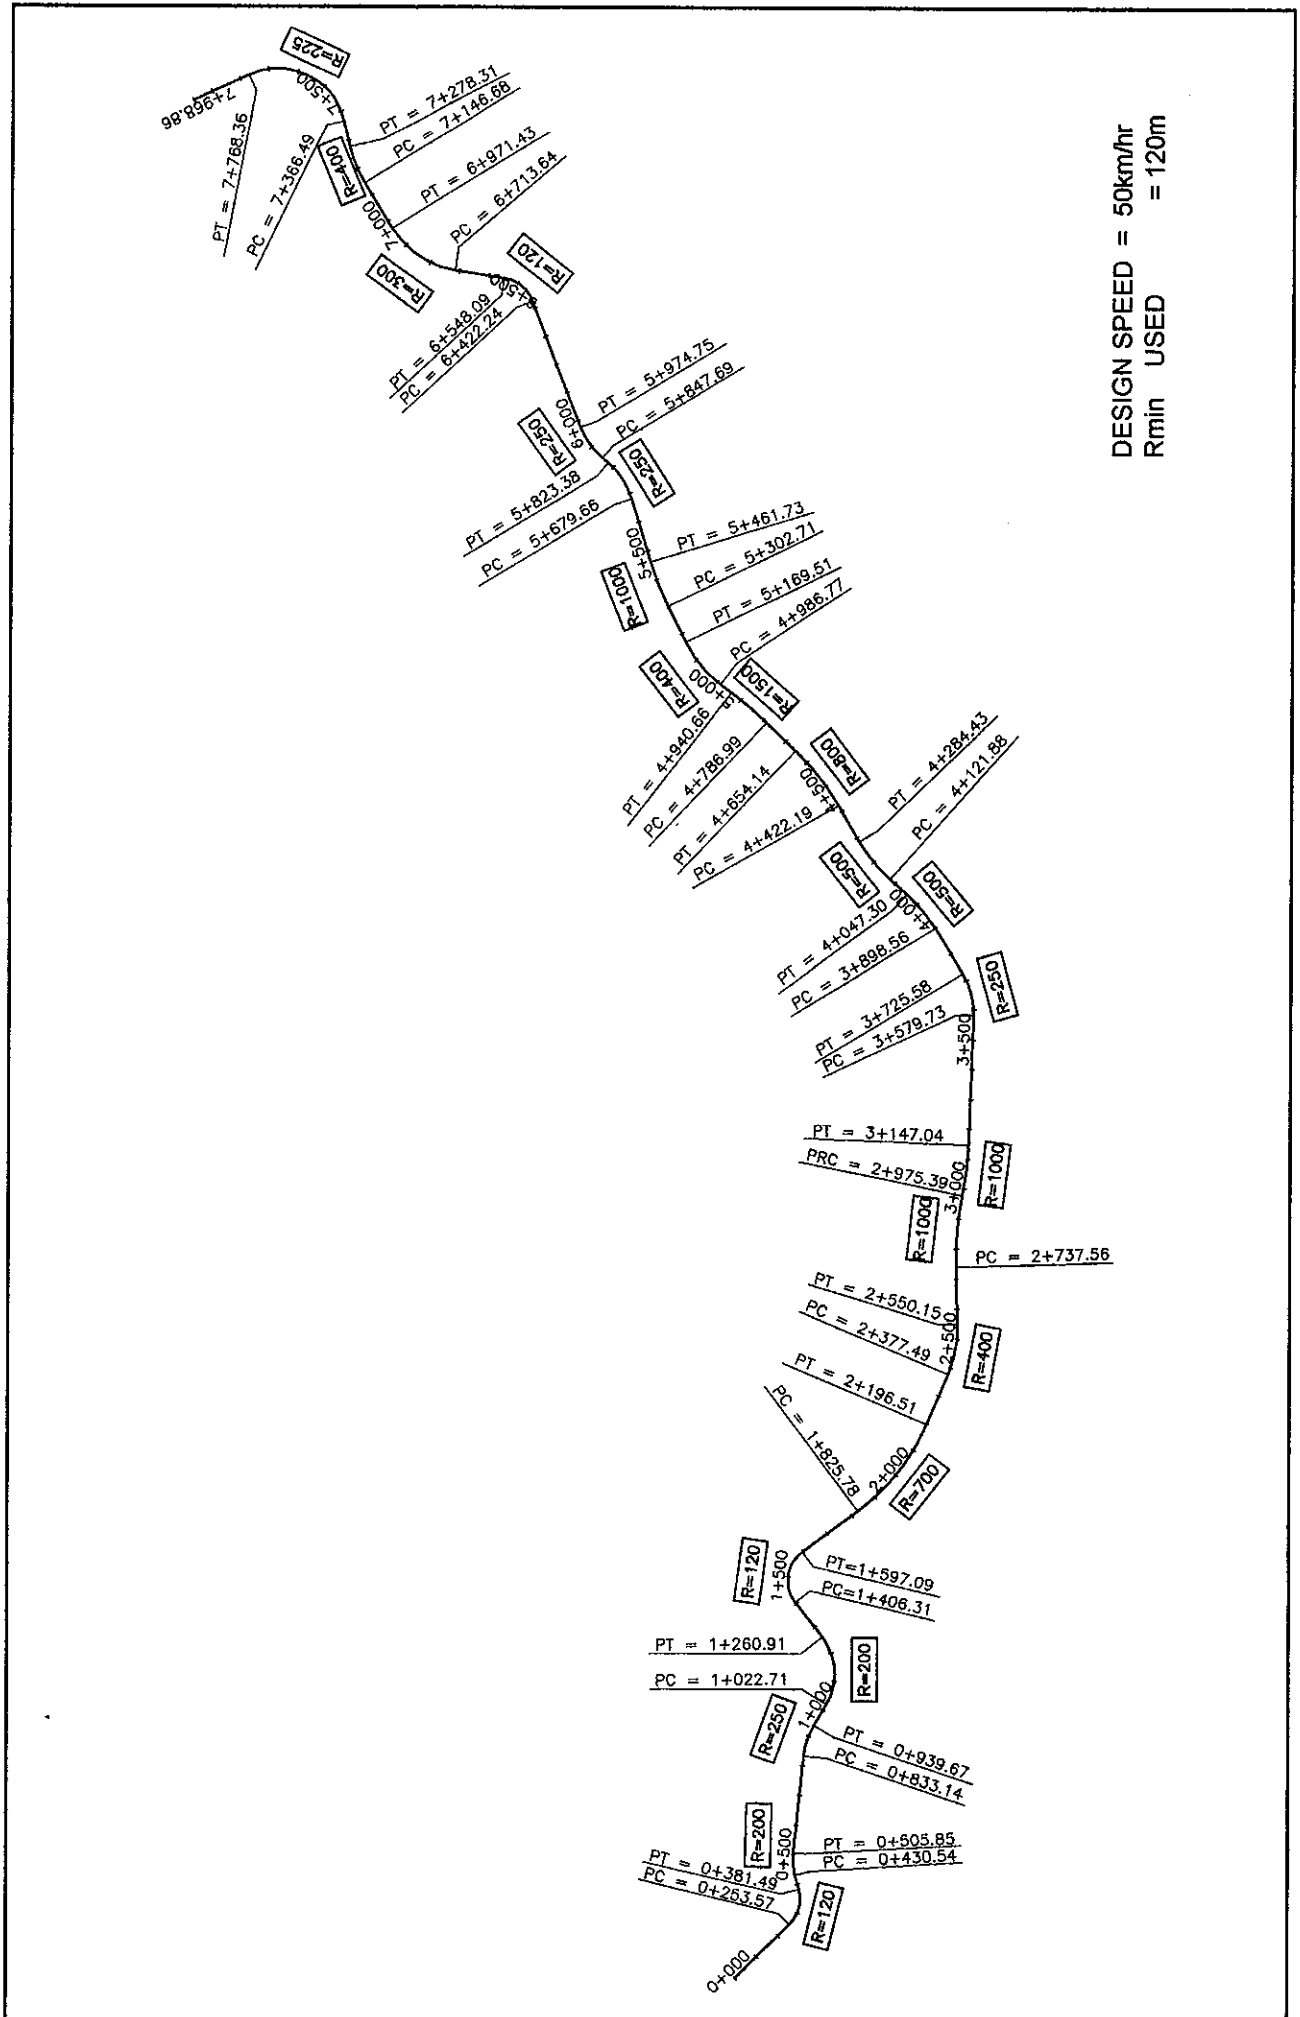 7+968.86
R=225
7+500
PT = 7+768.36
PC = 7+366.49
PT = 7+278.31
PC = 7+146.68
R=400
PT = 6+971.43
PC = 6+713.64
7+000
R=300
R=120
6+500
PT = 6+548.09
PC = 6+422.24
PT = 5+974.75
PC = 5+847.69
6+000
R=250
R=250
PT = 5+823.38
PC = 5+679.66
PT = 5+461.73
PC = 5+302.71
5+500
R=1000
PT = 5+169.51
PC = 4+986.77
R=400
5+000
R=1500
PT = 4+940.66
PC = 4+786.99
PT = 4+654.14
PC = 4+422.19
R=800
4+500
PT = 4+284.43
PC = 4+121.88
R=500
R=500
4+000
PT = 4+047.30
PC = 3+898.56
PT = 3+725.58
PC = 3+579.73
R=250
3+500
PT = 3+147.04
PRC = 2+975.39
3+000
R=1000
R=1000
PC = 2+737.56
PT = 2+550.15
PC = 2+377.49
2+500
R=400
PT = 2+196.51
PC = 1+825.78
2+000
R=700
R=120
1+500
PT=1+597.09
PC=1+406.31
PT = 1+260.91
PC = 1+022.71
R=200
R=250
1+000
PT = 0+939.67
PC = 0+833.14
R=200
0+500
PT = 0+505.85
PC = 0+430.54
PT = 0+381.49
PC = 0+253.57
R=120
0+000
DESIGN SPEED = 50km/hr
Rmin USED = 120m